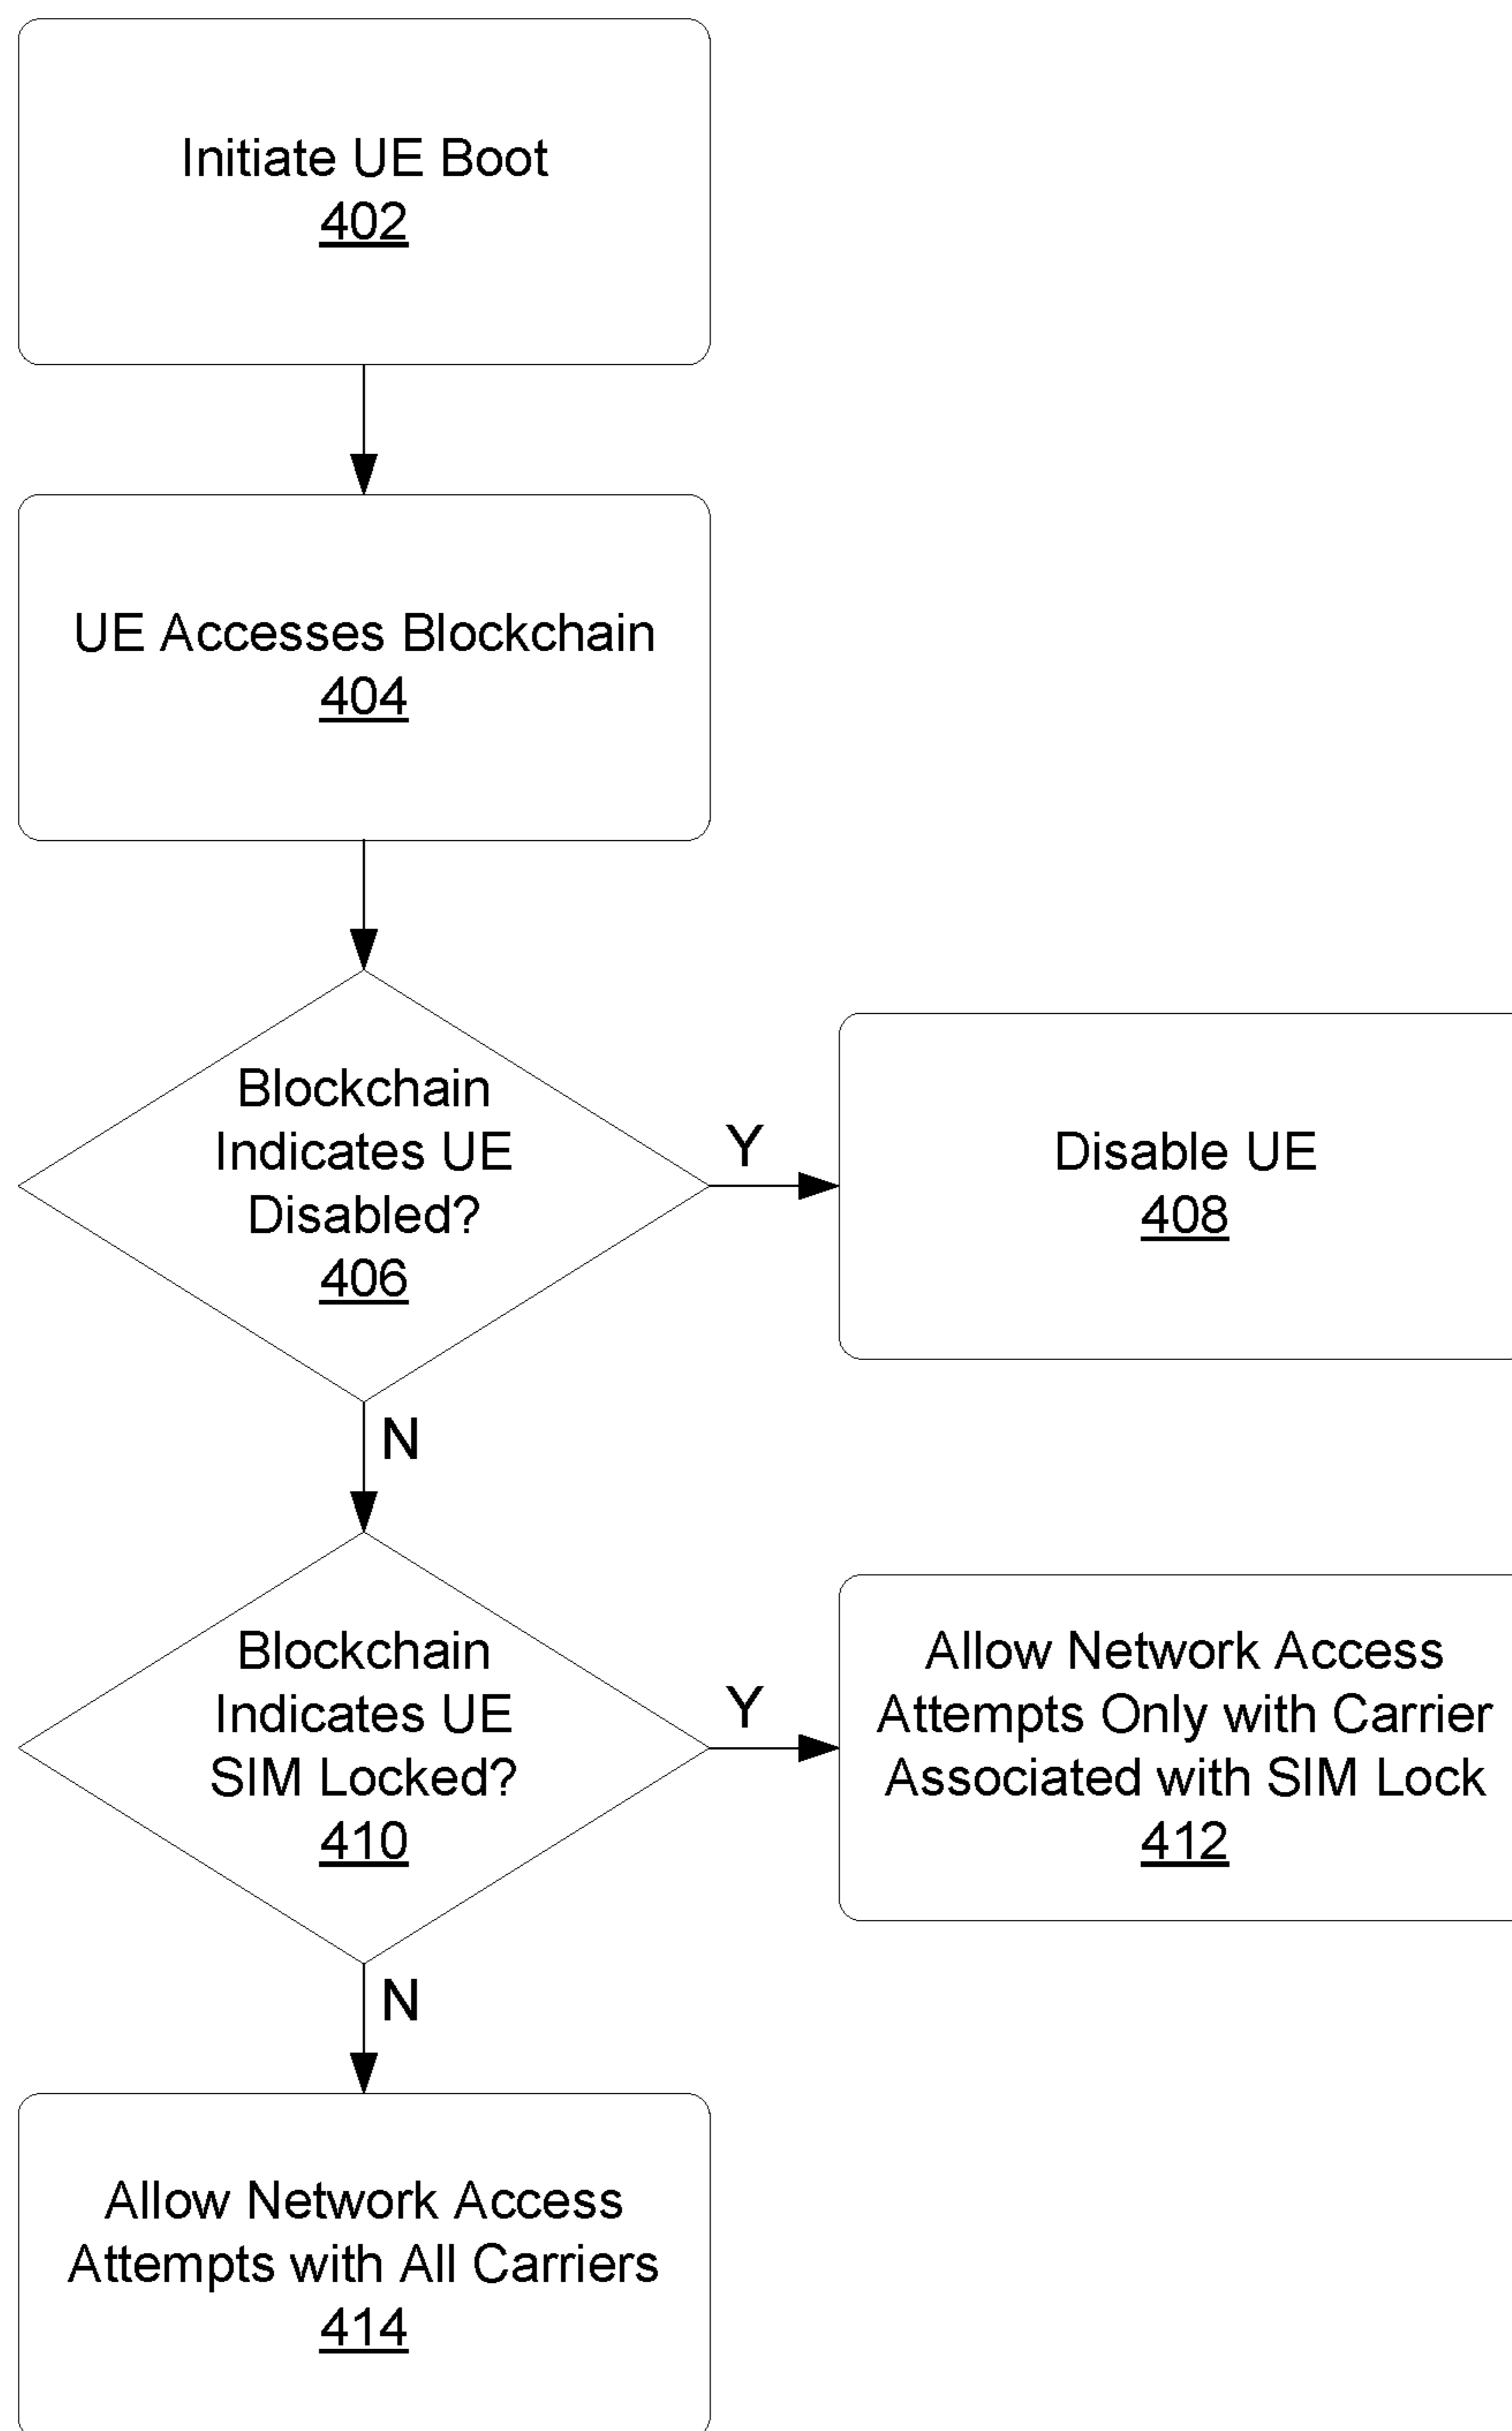 Initiate UE Boot
402
UE Accesses Blockchain
404
Blockchain
Indicates UE
Disabled?
406
Y
Disable UE
408
N
Blockchain
Indicates UE
SIM Locked?
410
Y
Allow Network Access
Attempts Only with Carrier
Associated with SIM Lock
412
N
Allow Network Access
Attempts with All Carriers
414